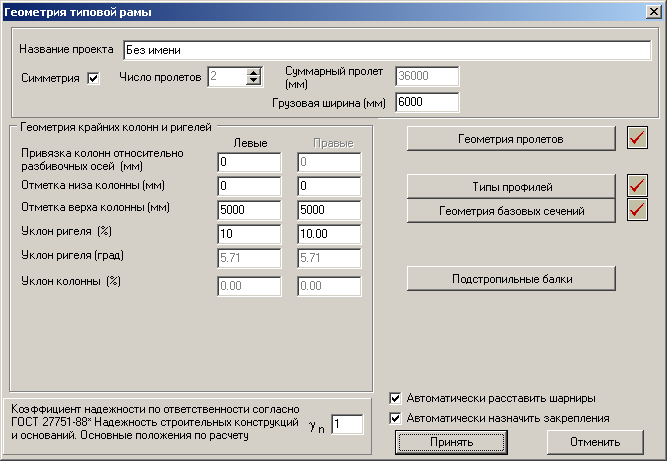 Геометрия типовой рамы
Название проекта Без имени
Симметрия Число пролетов 2 Суммарный пролет (мм) 36000
Грузовая ширина (мм) 6000
Геометрия крайних колонн и ригелей
Левые Правые
Привязка колонн относительно
разбивочных осей (мм) 0 0
Отметка низа колонны (мм) 0 0
Отметка верха колонны (мм) 5000 5000
Уклон ригеля (%) 10 10.00
Уклон ригеля (град) 5.71 5.71
Уклон колонны (%) 0.00 0.00
Геометрия пролетов
Типы профилей
Геометрия базовых сечений
Подстропильные балки
Коэффициент надежности по ответственности согласно
ГОСТ 27751-88* Надежность строительных конструкций
и оснований. Основные положения по расчету
γ n 1
Автоматически расставить шарниры
Автоматически назначить закрепления
Принять Отменить